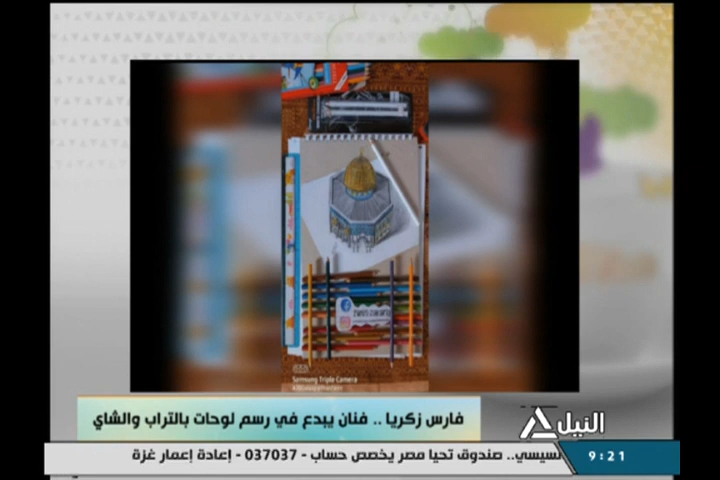 Samsung Triple Camera
فارس زكريا .. فنان يبدع في رسم لوحات بالتراب والشاي
النيل
لسيسي.. صندوق تحيا مصر يخصص حساب - 037037 - إعادة إعمار غزة
9:21